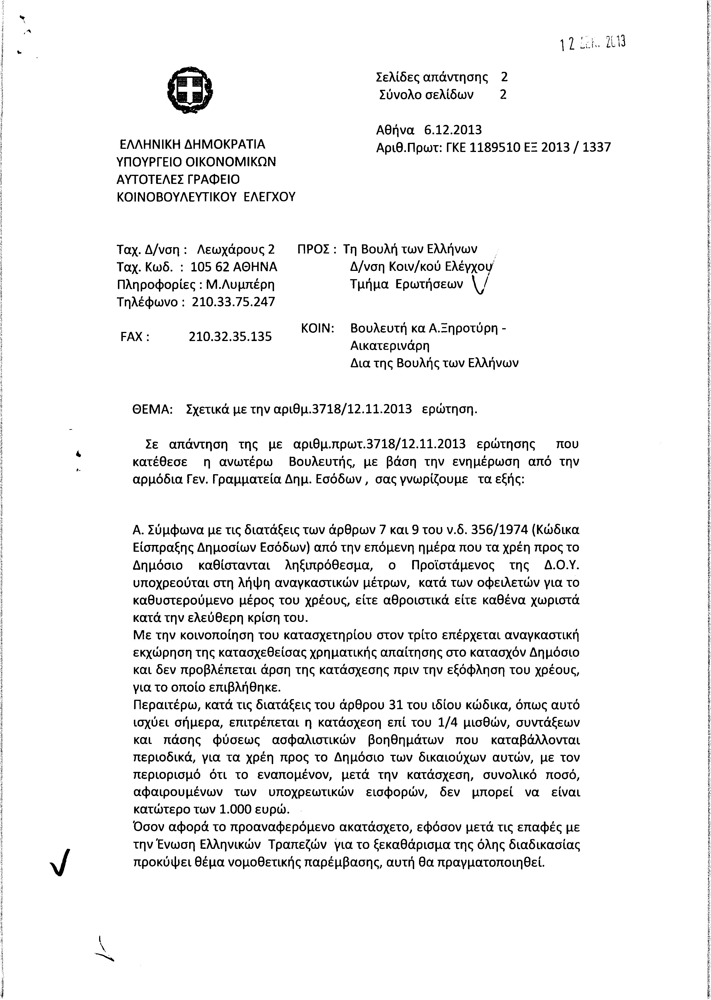 12 ΔΕΚ. 2013
Σελίδες απάντησης 2
Σύνολο σελίδων 2
Αθήνα 6.12.2013
Αριθ.Πρωτ: ΓΚΕ 1189510 ΕΞ 2013 / 1337
ΕΛΛΗΝΙΚΗ ΔΗΜΟΚΡΑΤΙΑ
ΥΠΟΥΡΓΕΙΟ ΟΙΚΟΝΟΜΙΚΩΝ
ΑΥΤΟΤΕΛΕΣ ΓΡΑΦΕΙΟ
ΚΟΙΝΟΒΟΥΛΕΥΤΙΚΟΥ ΕΛΕΓΧΟΥ
Ταχ. Δ/νση : Λεωχάρους 2
Ταχ. Κωδ. : 105 62 ΑΘΗΝΑ
Πληροφορίες : Μ.Λυμπέρη
Τηλέφωνο : 210.33.75.247
FAX : 210.32.35.135
ΠΡΟΣ : Τη Βουλή των Ελλήνων
Δ/νση Κοιν/κού Ελέγχου
Τμήμα Ερωτήσεων
ΚΟΙΝ: Βουλευτή κα Α.Ξηροτύρη -
Αικατερινάρη
Δια της Βουλής των Ελλήνων
ΘΕΜΑ: Σχετικά με την αριθμ.3718/12.11.2013 ερώτηση.
Σε απάντηση της με αριθμ.πρωτ.3718/12.11.2013 ερώτησης που
κατέθεσε η ανωτέρω Βουλευτής, με βάση την ενημέρωση από την
αρμόδια Γεν. Γραμματεία Δημ. Εσόδων , σας γνωρίζουμε τα εξής:
Α. Σύμφωνα με τις διατάξεις των άρθρων 7 και 9 του ν.δ. 356/1974 (Κώδικα
Είσπραξης Δημοσίων Εσόδων) από την επόμενη ημέρα που τα χρέη προς το
Δημόσιο καθίστανται ληξιπρόθεσμα, ο Προϊστάμενος της Δ.Ο.Υ.
υποχρεούται στη λήψη αναγκαστικών μέτρων, κατά των οφειλετών για το
καθυστερούμενο μέρος του χρέους, είτε αθροιστικά είτε καθένα χωριστά
κατά την ελεύθερη κρίση του.
Με την κοινοποίηση του κατασχετηρίου στον τρίτο επέρχεται αναγκαστική
εκχώρηση της κατασχεθείσας χρηματικής απαίτησης στο κατασχόν Δημόσιο
και δεν προβλέπεται άρση της κατάσχεσης πριν την εξόφληση του χρέους,
για το οποίο επιβλήθηκε.
Περαιτέρω, κατά τις διατάξεις του άρθρου 31 του ιδίου κώδικα, όπως αυτό
ισχύει σήμερα, επιτρέπεται η κατάσχεση επί του 1/4 μισθών, συντάξεων
και πάσης φύσεως ασφαλιστικών βοηθημάτων που καταβάλλονται
περιοδικά, για τα χρέη προς το Δημόσιο των δικαιούχων αυτών, με τον
περιορισμό ότι το εναπομένον, μετά την κατάσχεση, συνολικό ποσό,
αφαιρουμένων των υποχρεωτικών εισφορών, δεν μπορεί να είναι
κατώτερο των 1.000 ευρώ.
Όσον αφορά το προαναφερόμενο ακατάσχετο, εφόσον μετά τις επαφές με
την Ένωση Ελληνικών Τραπεζών για το ξεκαθάρισμα της όλης διαδικασίας
προκύψει θέμα νομοθετικής παρέμβασης, αυτή θα πραγματοποιηθεί.